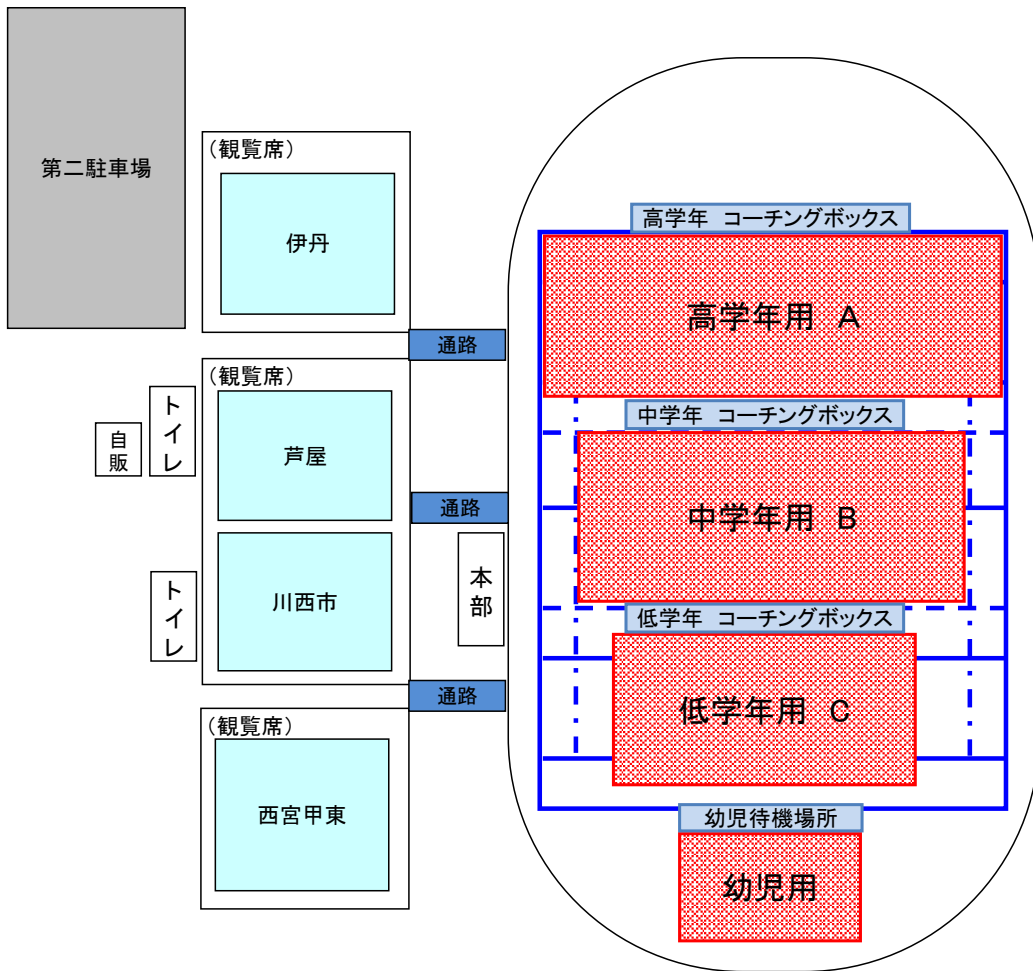 第二駐車場
(観覧席)
伊丹
通路
(観覧席)
芦屋
川西市
トイレ
自販
トイレ
通路
本部
通路
(観覧席)
西宮甲東
高学年 コーチングボックス
高学年用 A
中学年 コーチングボックス
中学年用 B
低学年 コーチングボックス
低学年用 C
幼児待機場所
幼児用